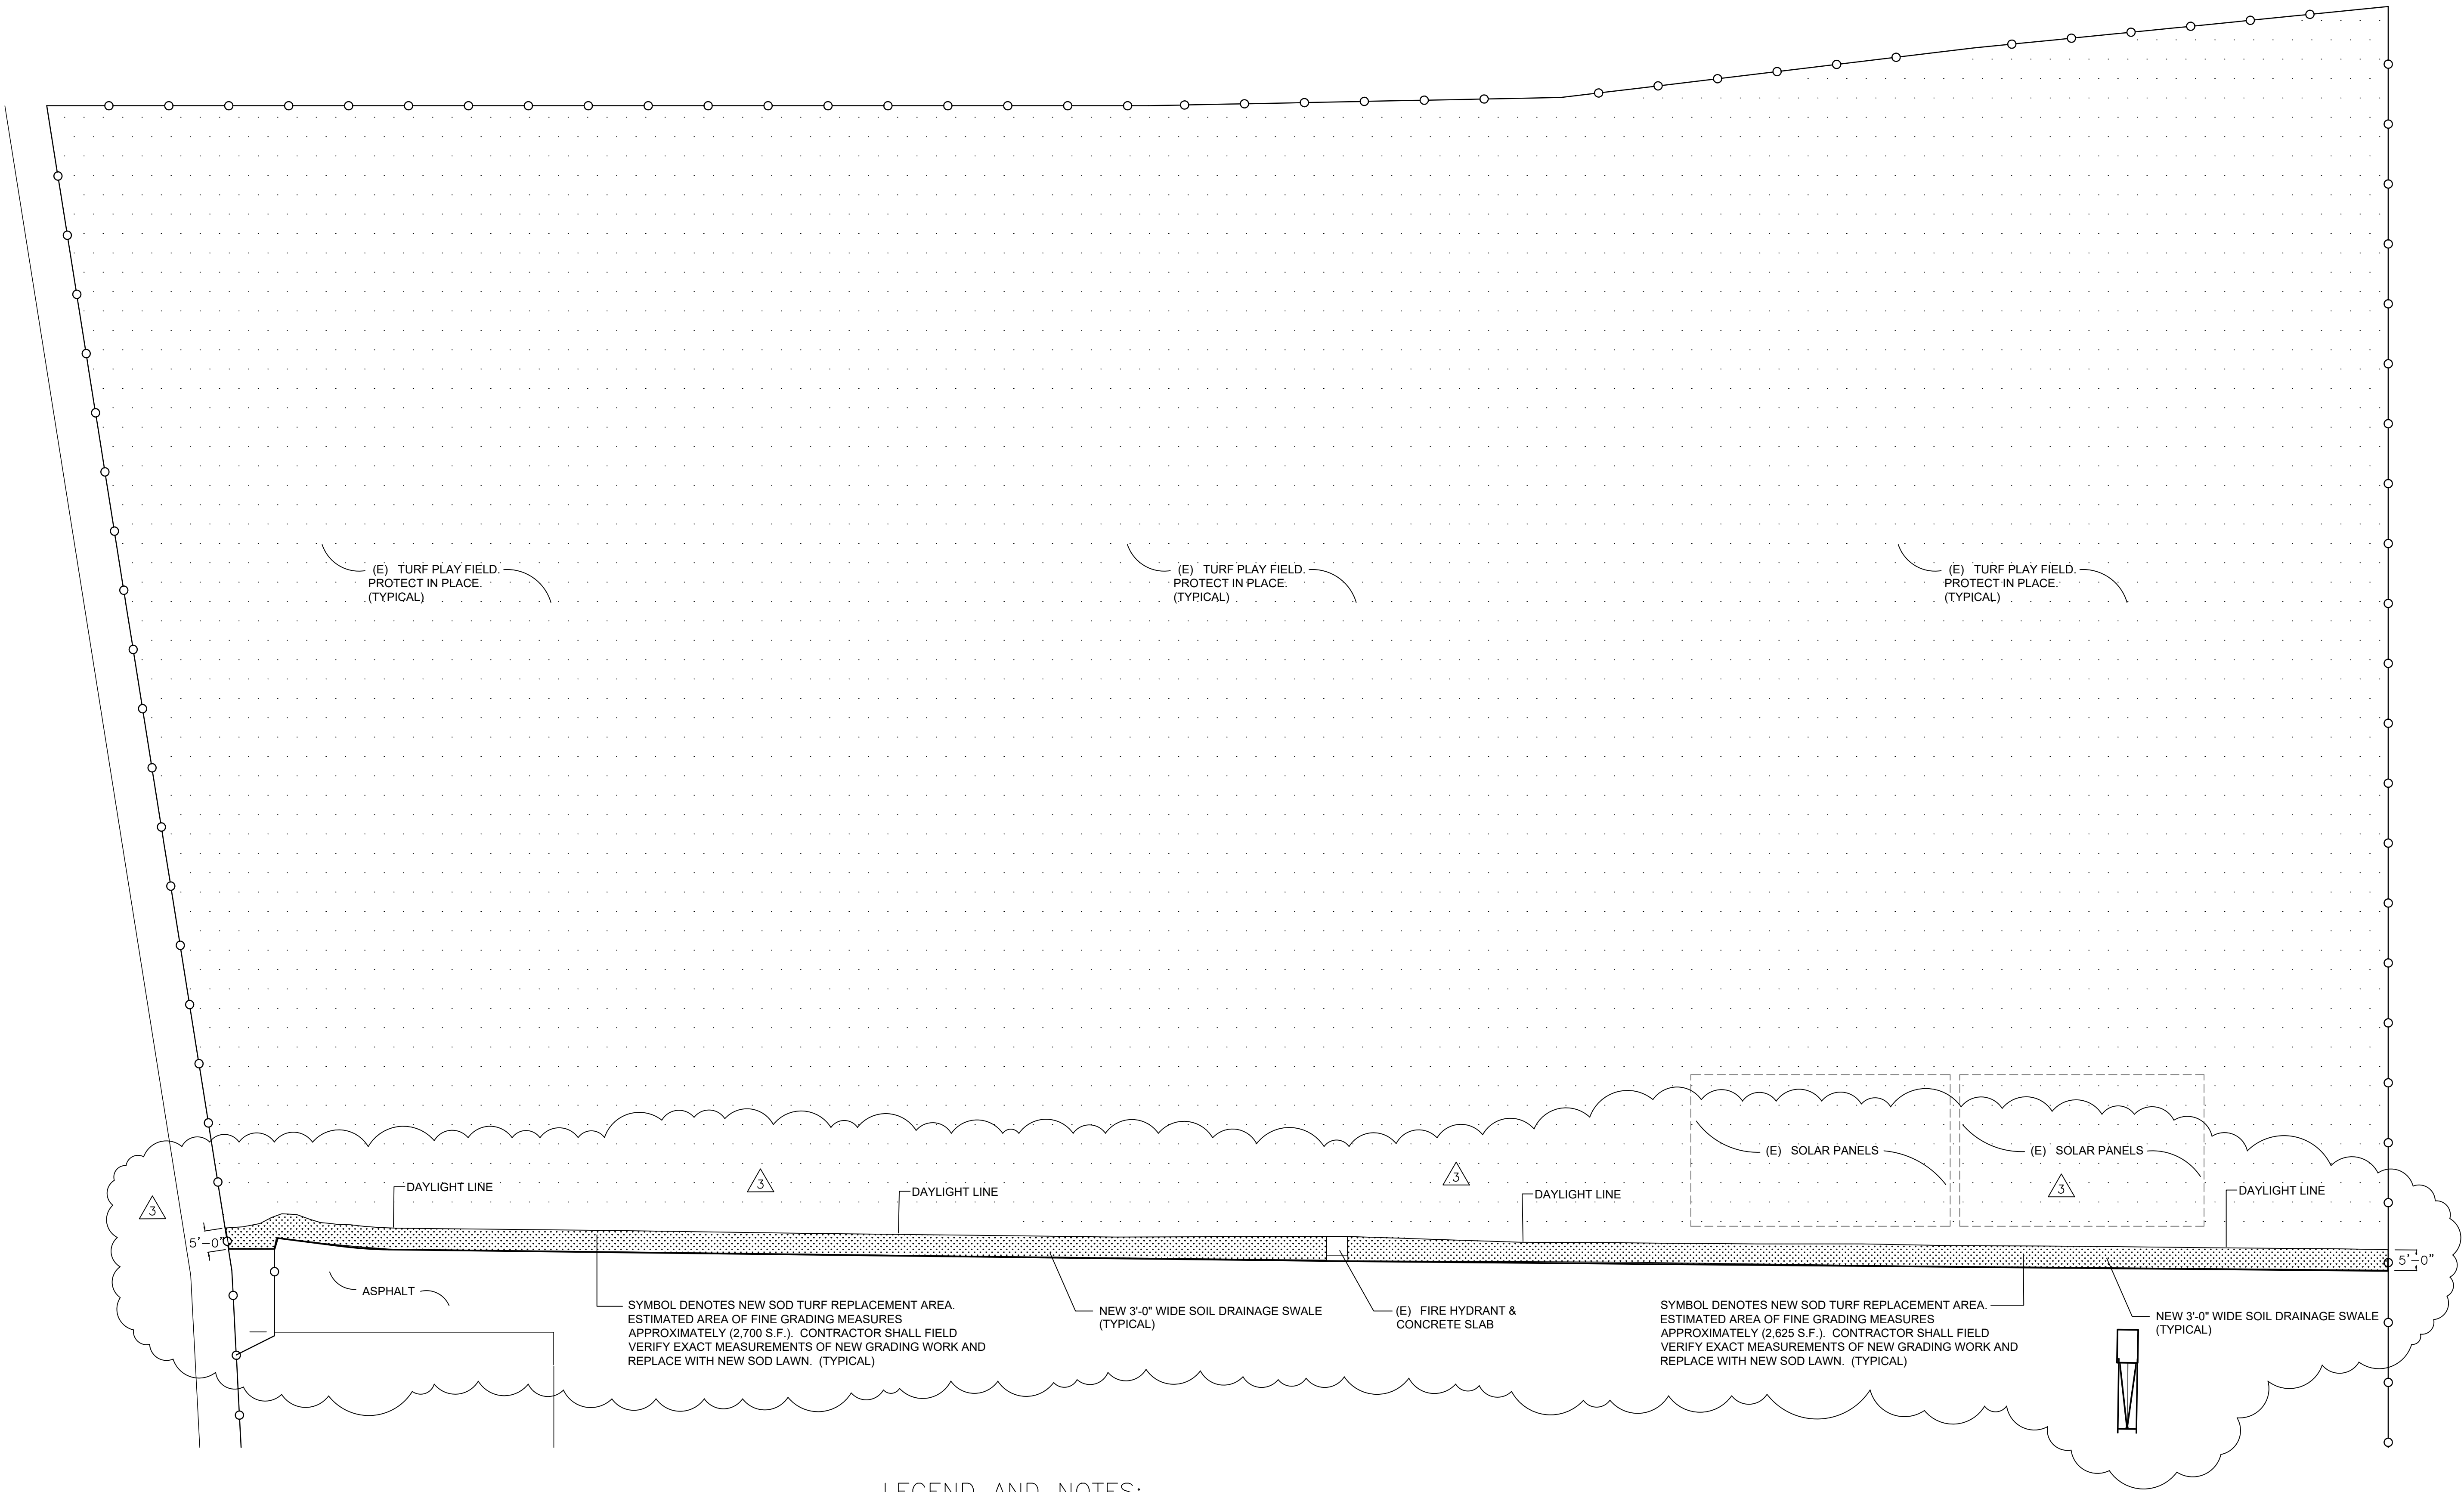 (E) TURF PLAY FIELD.
PROTECT IN PLACE.
(TYPICAL)
(E) TURF PLAY FIELD.
PROTECT IN PLACE.
(TYPICAL)
(E) TURF PLAY FIELD.
PROTECT IN PLACE.
(TYPICAL)
(E) SOLAR PANELS
(E) SOLAR PANELS
3
3
3
3
DAYLIGHT LINE
DAYLIGHT LINE
DAYLIGHT LINE
DAYLIGHT LINE
5'-0"
5'-0"
ASPHALT
SYMBOL DENOTES NEW SOD TURF REPLACEMENT AREA.
ESTIMATED AREA OF FINE GRADING MEASURES
APPROXIMATELY (2,700 S.F.). CONTRACTOR SHALL FIELD
VERIFY EXACT MEASUREMENTS OF NEW GRADING WORK AND
REPLACE WITH NEW SOD LAWN. (TYPICAL)
NEW 3'-0" WIDE SOIL DRAINAGE SWALE
(TYPICAL)
(E) FIRE HYDRANT &
CONCRETE SLAB
SYMBOL DENOTES NEW SOD TURF REPLACEMENT AREA.
ESTIMATED AREA OF FINE GRADING MEASURES
APPROXIMATELY (2,625 S.F.). CONTRACTOR SHALL FIELD
VERIFY EXACT MEASUREMENTS OF NEW GRADING WORK AND
REPLACE WITH NEW SOD LAWN. (TYPICAL)
NEW 3'-0" WIDE SOIL DRAINAGE SWALE
(TYPICAL)
LEGEND AND NOTES: